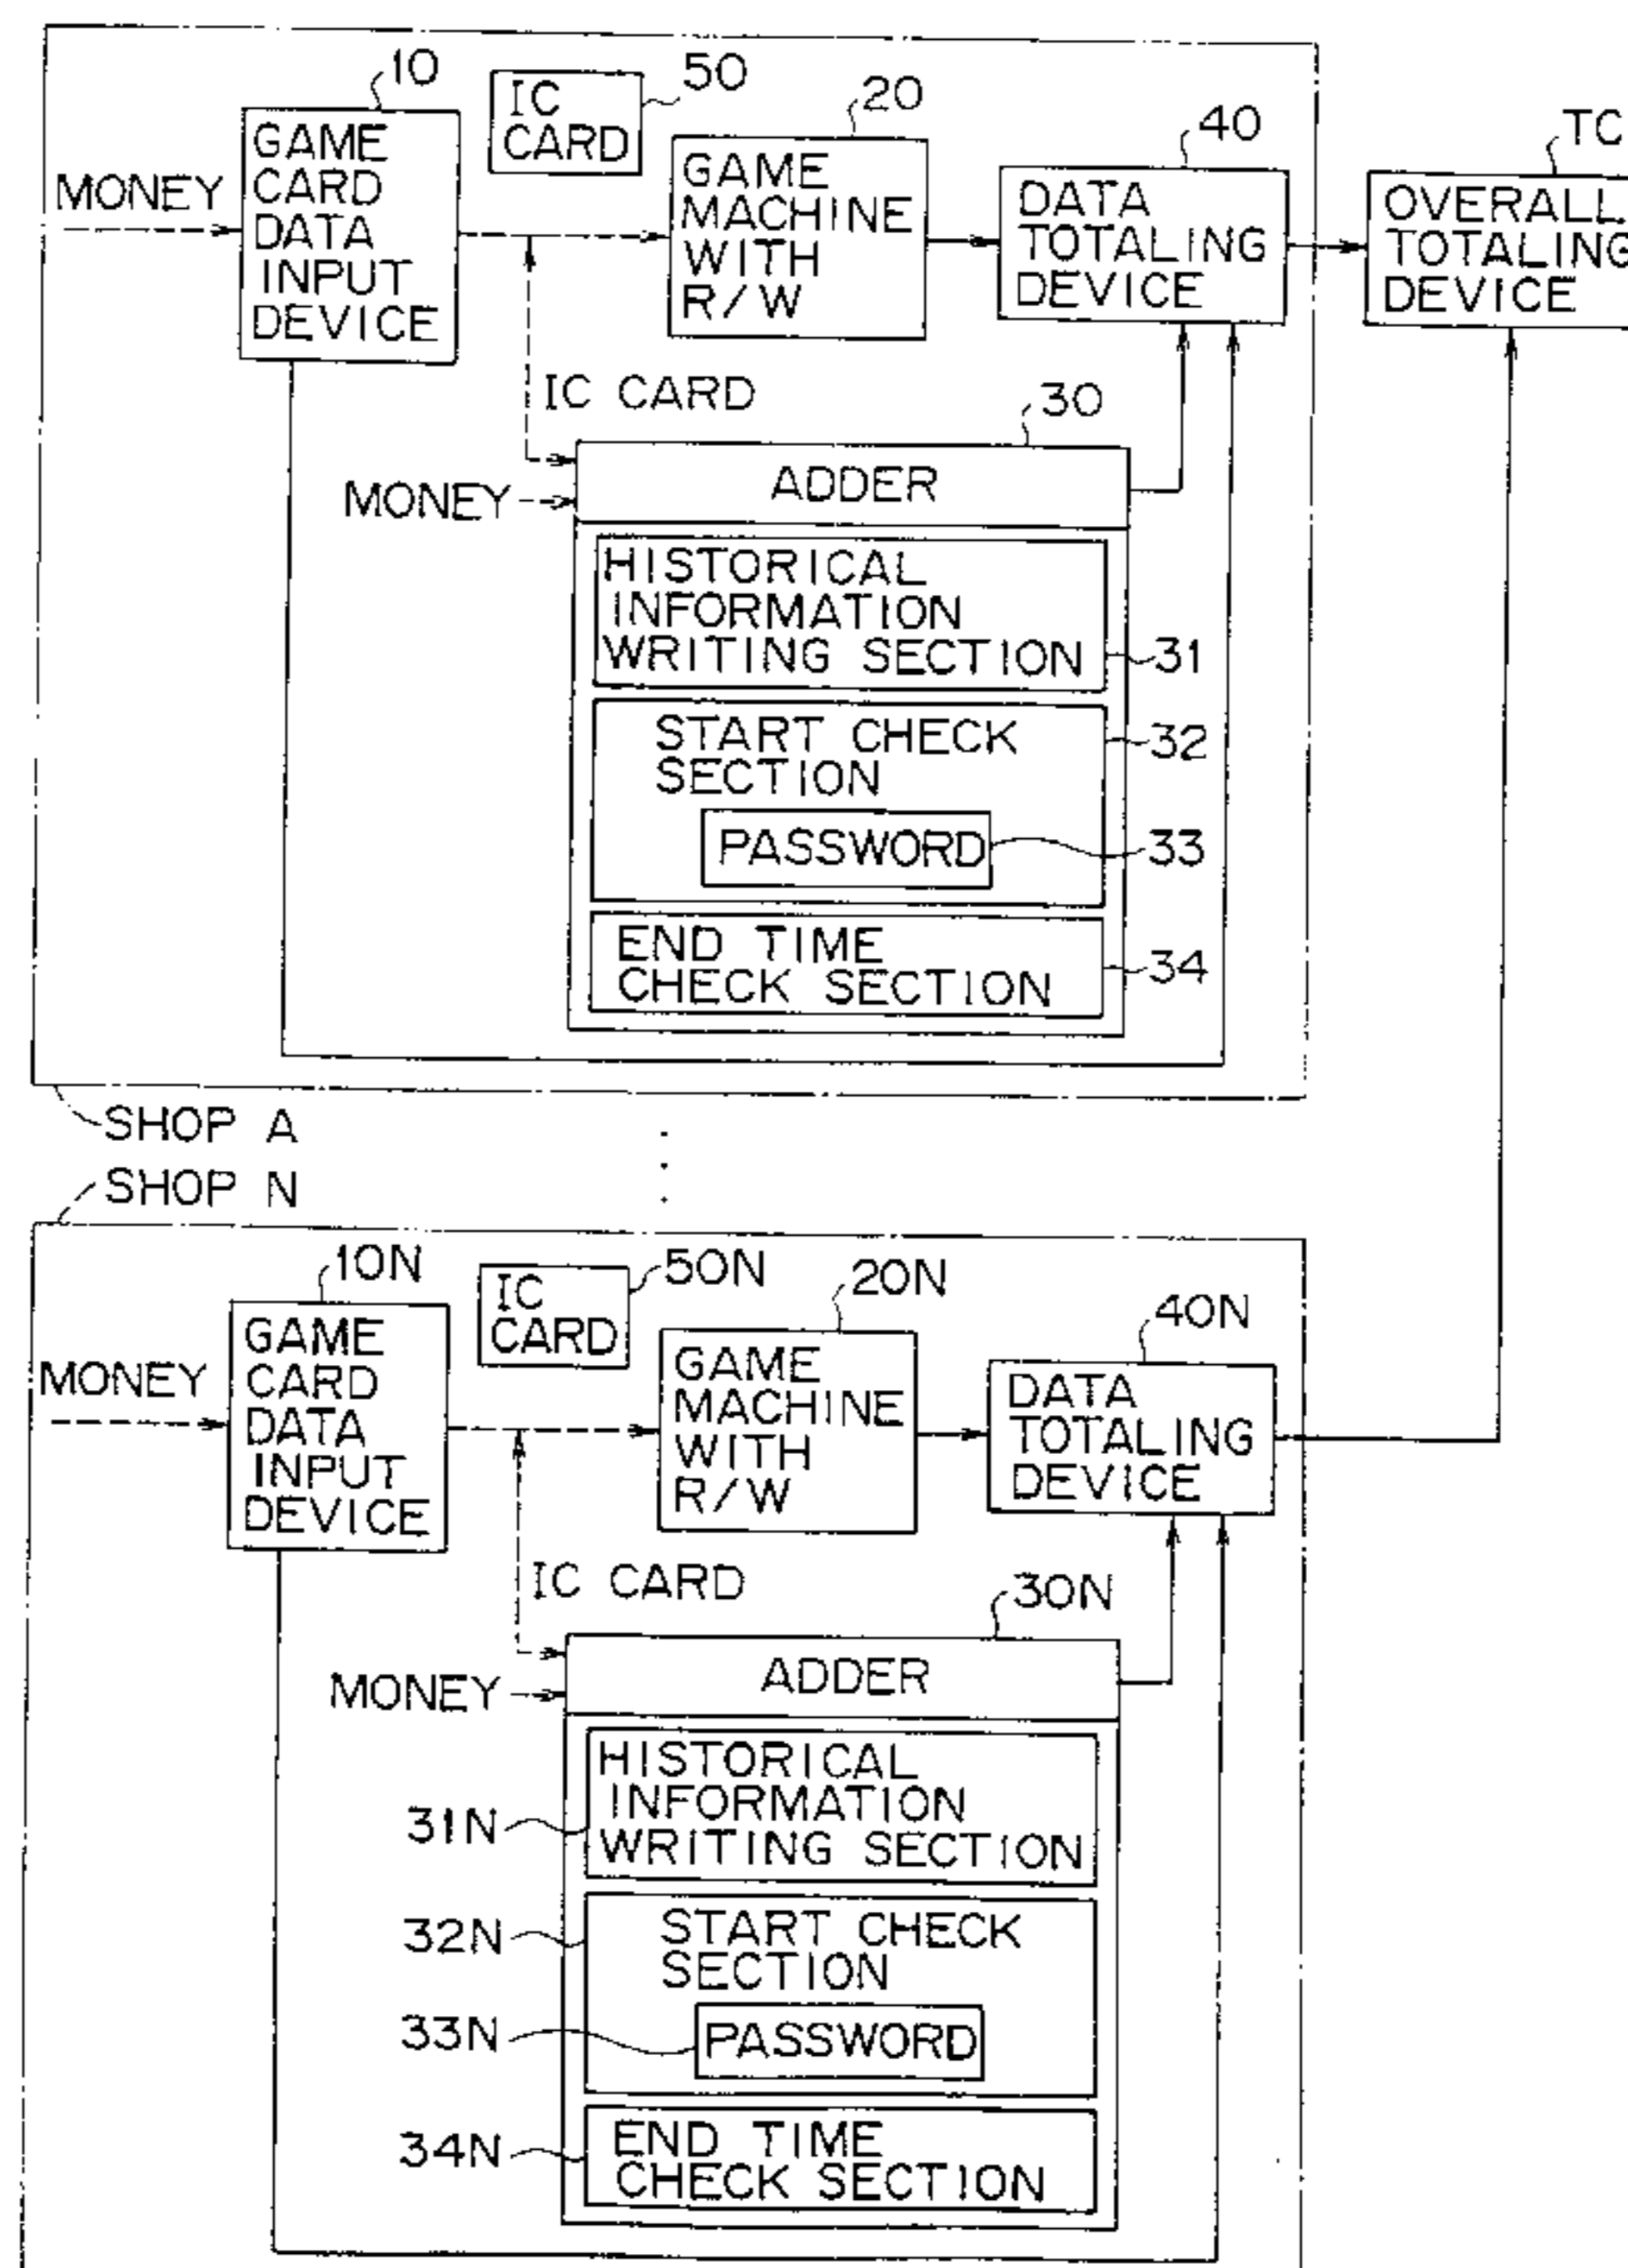 10
IC
CARD
50
20
40
TC
MONEY
GAME
CARD
DATA
INPUT
DEVICE
GAME
MACHINE
WITH
R/W
DATA
TOTALING
DEVICE
OVERALL
TOTALING
DEVICE
IC CARD
30
MONEY
ADDER
HISTORICAL
INFORMATION
WRITING SECTION
31
START CHECK
SECTION
32
PASSWORD
33
END TIME
CHECK SECTION
34
SHOP A
SHOP N
10N
IC
CARD
50N
20N
40N
MONEY
GAME
CARD
DATA
INPUT
DEVICE
GAME
MACHINE
WITH
R/W
DATA
TOTALING
DEVICE
IC CARD
30N
MONEY
ADDER
31N
HISTORICAL
INFORMATION
WRITING SECTION
32N
START CHECK
SECTION
33N
PASSWORD
34N
END TIME
CHECK SECTION